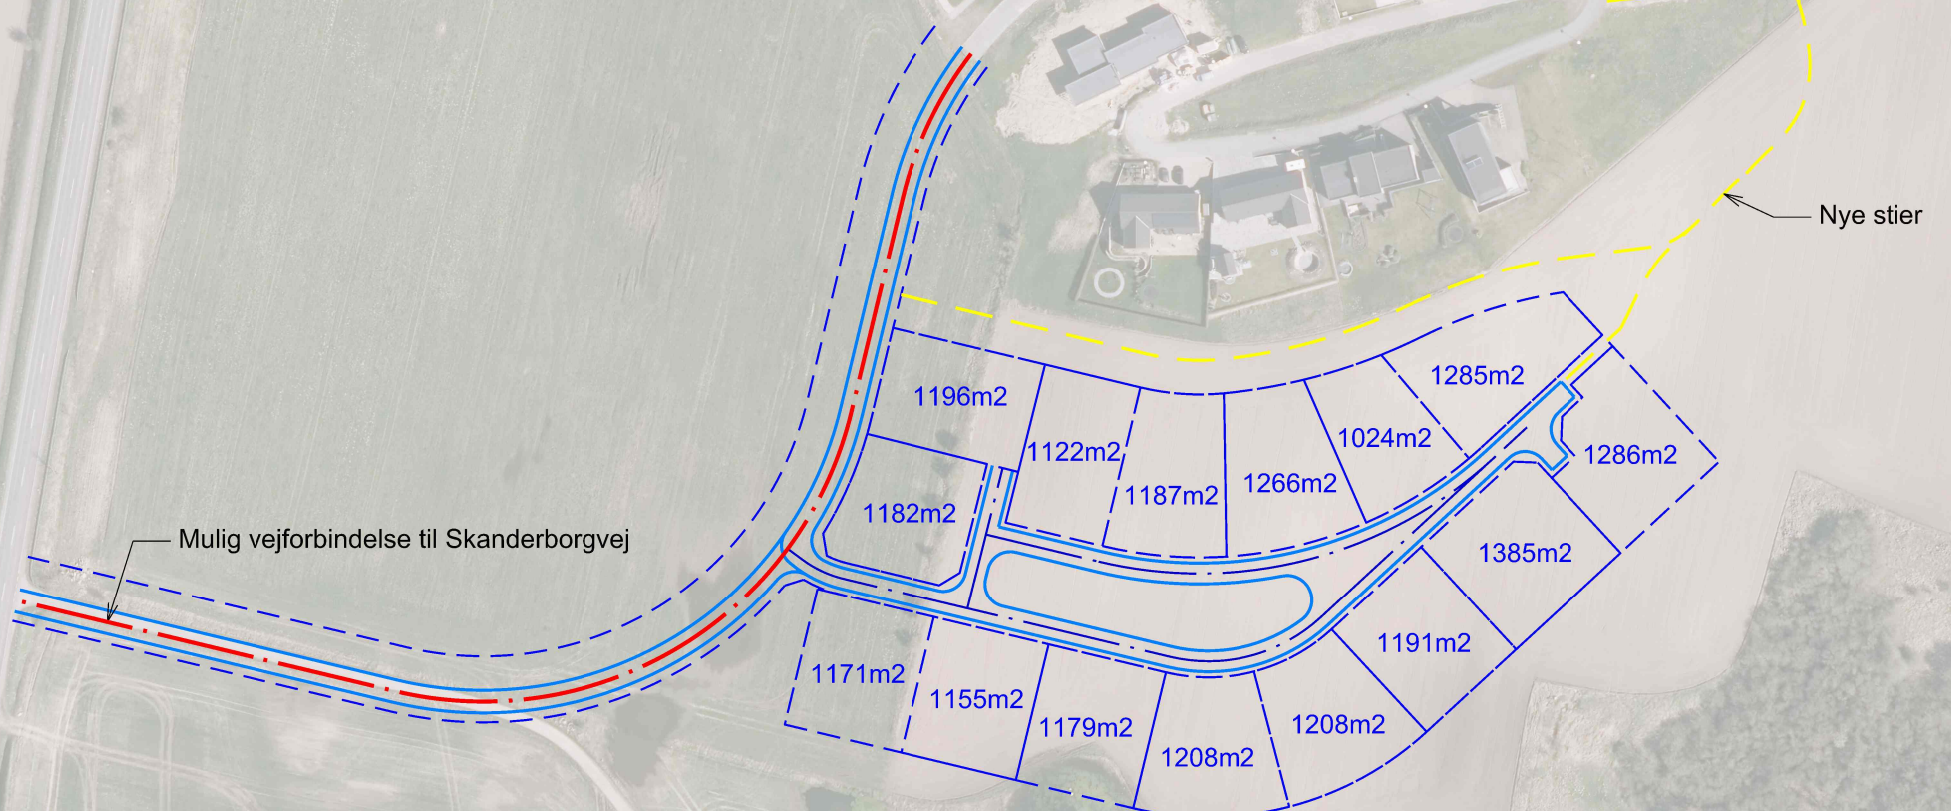 Nye stier
1285m2
1196m2
1024m2
1122m2
1286m2
1266m2
1187m2
1182m2
Mulig vejforbindelse til Skanderborgvej
1385m2
1191m2
1171m2
1155m2
1179m2
1208m2
1208m2